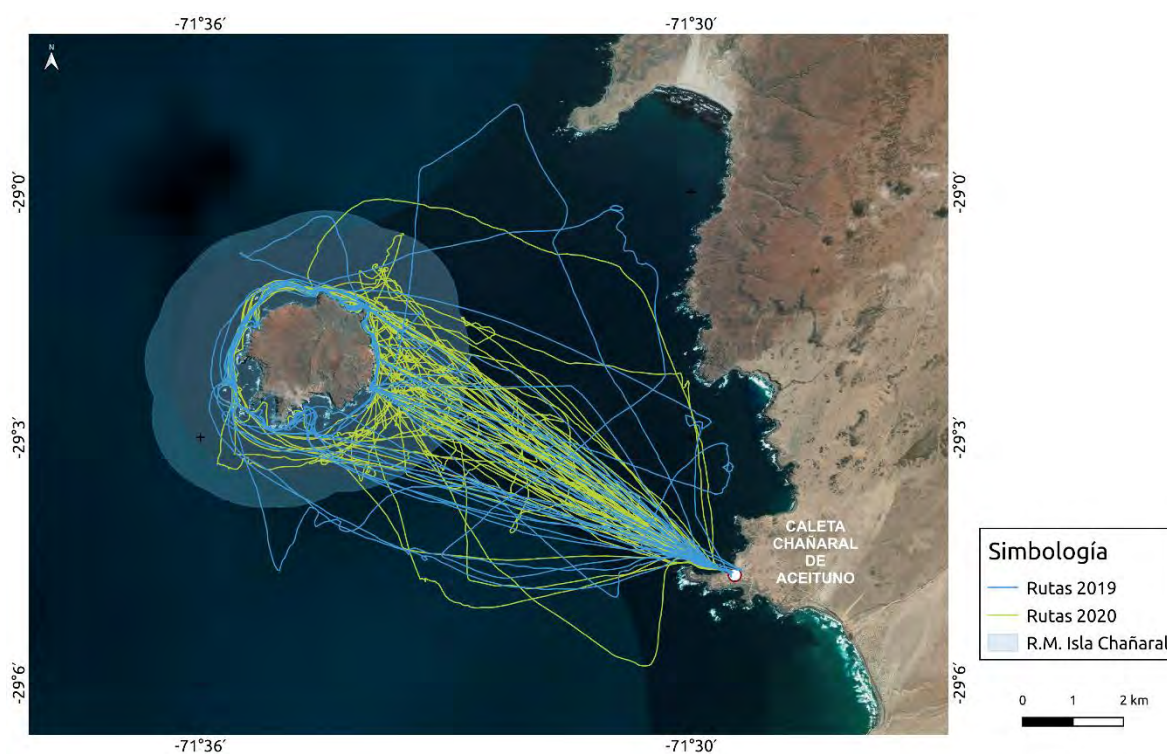 -71°36′
-71°30′
N
-29°0′
-29°0′
-29°3′
-29°3′
CALETA
CHAÑARAL
DE
ACEITUNO
Simbología
Rutas 2019
Rutas 2020
R.M. Isla Chañaral
-29°6′
-29°6′
0 1 2 km
-71°36′
-71°30′